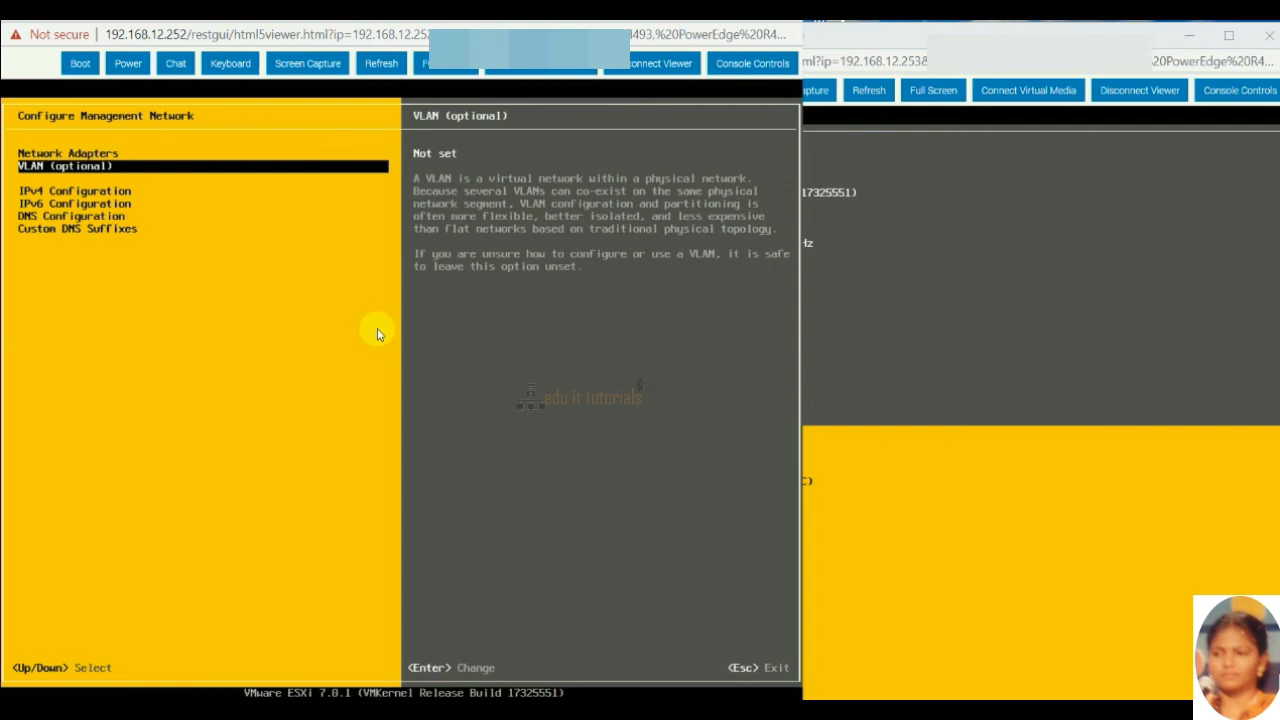 Not secure 192.168.12.252/restgui/html5viewer.html?ip=192.168.12.252 493,%20PowerEdge%20R4...
Boot Power Chat Keyboard Screen Capture Refresh connect Viewer Console Controls
ml?ip=192.168.12.253& 20PowerEdge%20R4...
apture Refresh Full Screen Connect Virtual Media Disconnect Viewer Console Controls
Configure Management Network
Network Adapters
VLAN (optional)
IPv4 Configuration
IPv6 Configuration
DNS Configuration
Custom DNS Suffixes
VLAN (optional)
Not set
A VLAN is a virtual network within a physical network.
Because several VLANs can co-exist on the same physical
network segment, VLAN configuration and partitioning is
often more flexible, better isolated, and less expensive
than flat networks based on traditional physical topology.
If you are unsure how to configure or use a VLAN, it is safe
to leave this option unset.
17325551)
Hz
edu it tutorials
<Up/Down> Select
<Enter> Change
<Esc> Exit
VMware ESXi 7.0.1 (VMKernel Release Build 17325551)